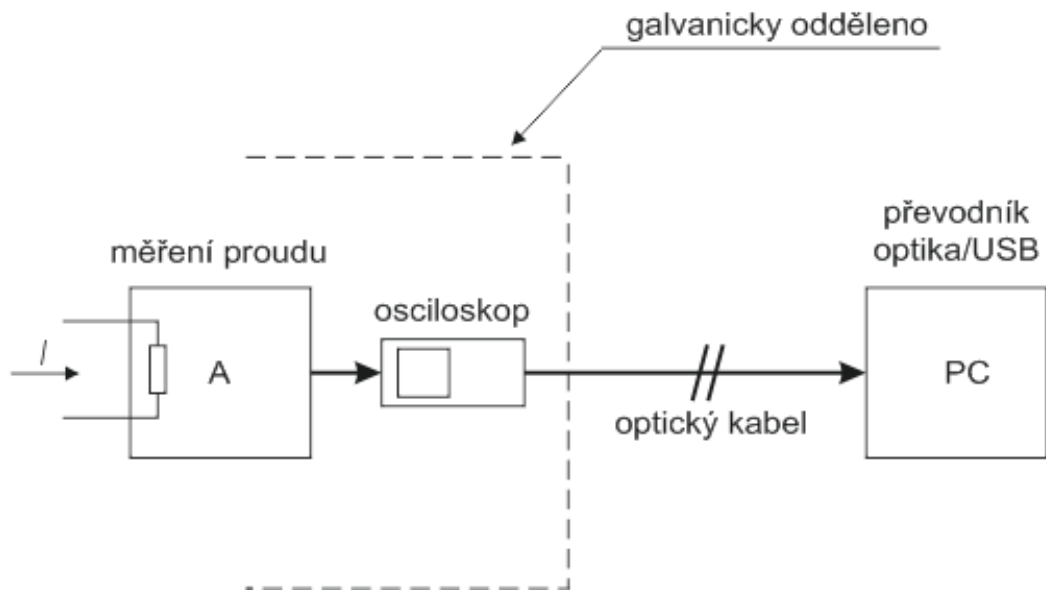 galvanicky odděleno
převodník
optika/USB
měření proudu
osciloskop
I
A
PC
optický kabel